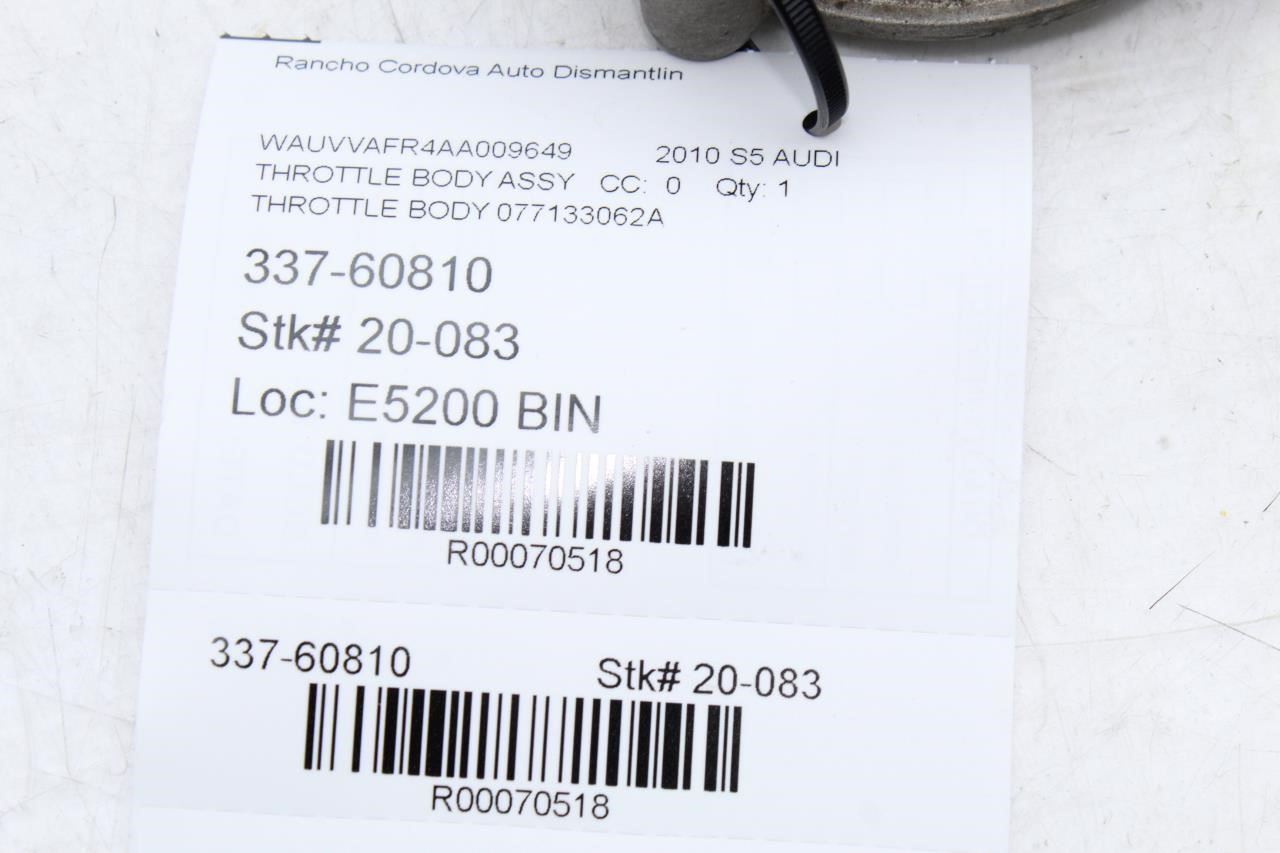 Rancho Cordova Auto Dismantlin
WAUVVAFR4AA009649 2010 S5 AUDI
THROTTLE BODY ASSY CC: 0 Qty: 1
THROTTLE BODY 077133062A
337-60810
Stk# 20-083
Loc: E5200 BIN
R00070518
337-60810 Stk# 20-083
R00070518